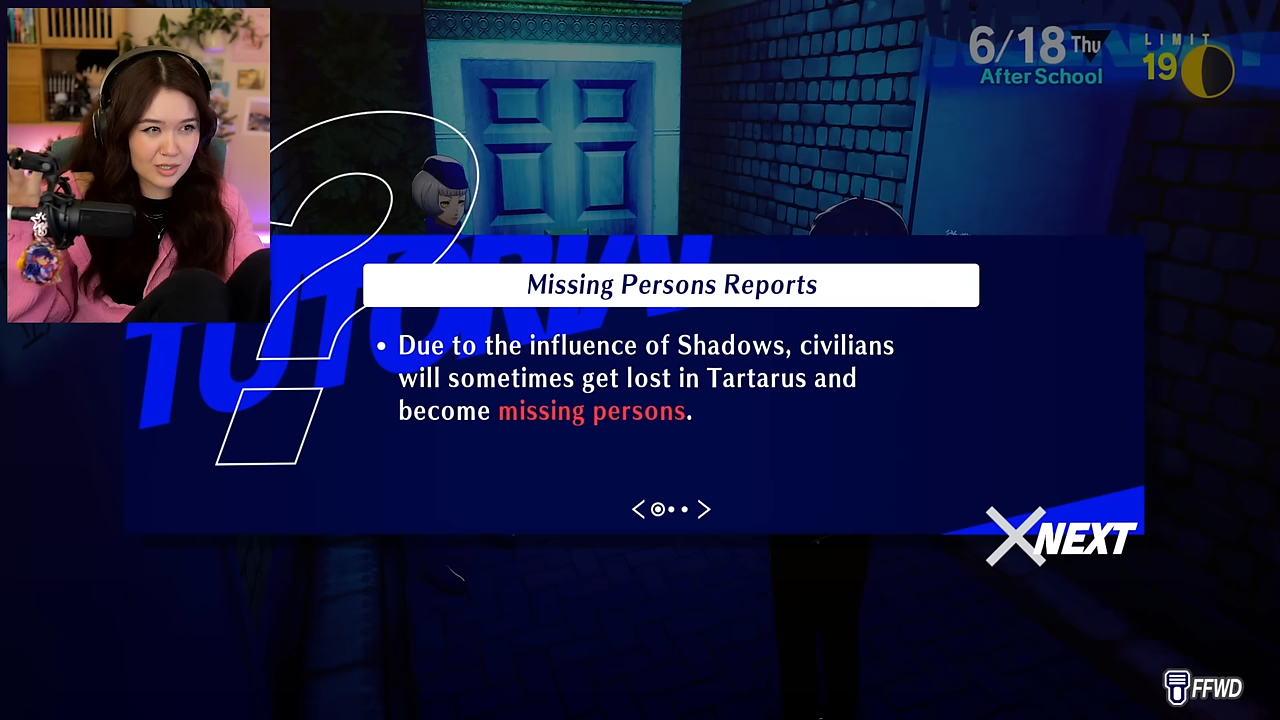 6/18 Thu
After School
LIMIT
19
TUTORIAL
Missing Persons Reports
• Due to the influence of Shadows, civilians
will sometimes get lost in Tartarus and
become missing persons.
NEXT
FFWD